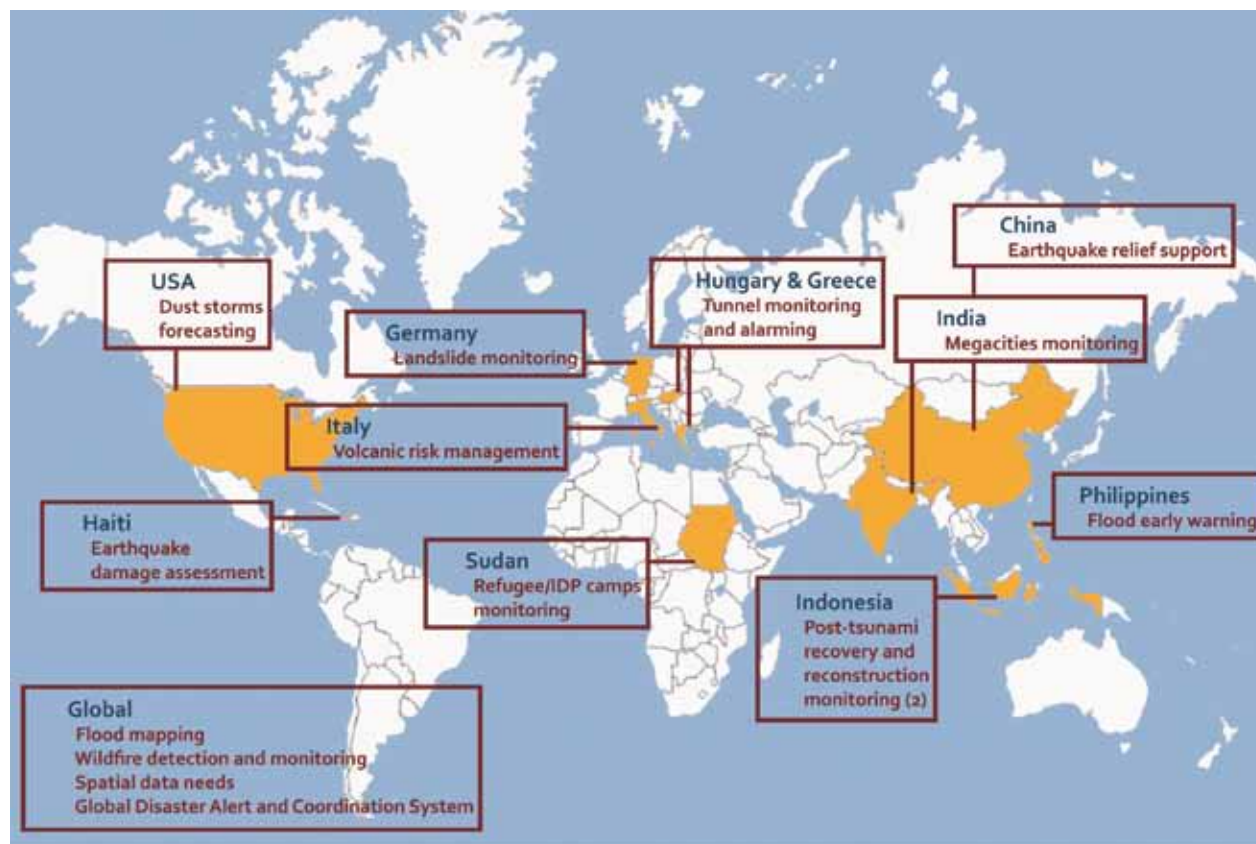 China
Earthquake relief support
USA
Dust storms
forecasting
Hungary & Greece
Tunnel monitoring
and alarming
India
Megacities monitoring
Germany
Landslide monitoring
Italy
Volcanic risk management
Philippines
Flood early warning
Haiti
Earthquake
damage assessment
Sudan
Refugee/IDP camps
monitoring
Indonesia
Post-tsunami
recovery and
reconstruction
monitoring (2)
Global
Flood mapping
Wildfire detection and monitoring
Spatial data needs
Global Disaster Alert and Coordination System